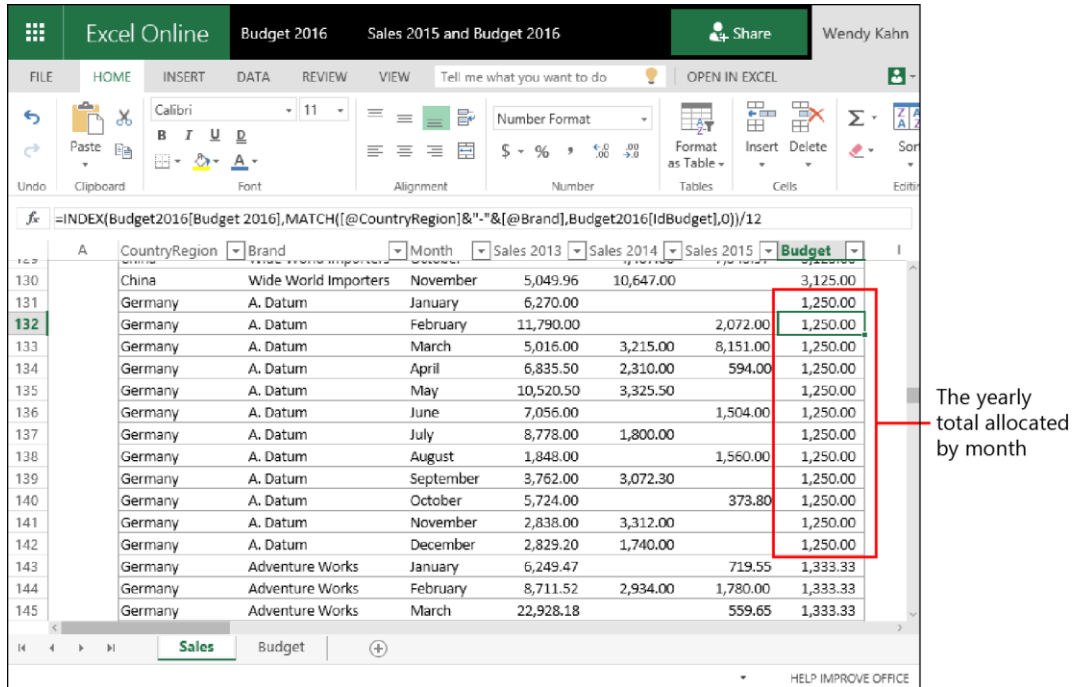 Excel Online Budget 2016 Sales 2015 and Budget 2016 Share Wendy Kahn
FILE HOME INSERT DATA REVIEW VIEW Tell me what you want to do OPEN IN EXCEL
Calibri 11 Number Format
Paste B I U D $ % , .00 Format as Table Insert Delete Σ Sor
Undo Clipboard Font Alignment Number Tables Cells Editin
fx =INDEX(Budget2016[Budget 2016],MATCH([@CountryRegion]&"-"&[@Brand],Budget2016[IdBudget],0))/12
A CountryRegion Brand Month Sales 2013 Sales 2014 Sales 2015 Budget I
130 China Wide World Importers November 5,049.96 10,647.00 3,125.00
131 Germany A. Datum January 6,270.00 1,250.00
132 Germany A. Datum February 11,790.00 2,072.00 1,250.00
133 Germany A. Datum March 5,016.00 3,215.00 8,151.00 1,250.00
134 Germany A. Datum April 6,835.50 2,310.00 594.00 1,250.00
135 Germany A. Datum May 10,520.50 3,325.50 1,250.00
136 Germany A. Datum June 7,056.00 1,504.00 1,250.00
137 Germany A. Datum July 8,778.00 1,800.00 1,250.00
138 Germany A. Datum August 1,848.00 1,560.00 1,250.00
139 Germany A. Datum September 3,762.00 3,072.30 1,250.00
140 Germany A. Datum October 5,724.00 373.80 1,250.00
141 Germany A. Datum November 2,838.00 3,312.00 1,250.00
142 Germany A. Datum December 2,829.20 1,740.00 1,250.00
143 Germany Adventure Works January 6,249.47 719.55 1,333.33
144 Germany Adventure Works February 8,711.52 2,934.00 1,780.00 1,333.33
145 Germany Adventure Works March 22,928.18 559.65 1,333.33
The yearly
total allocated
by month
Sales Budget
HELP IMPROVE OFFICE